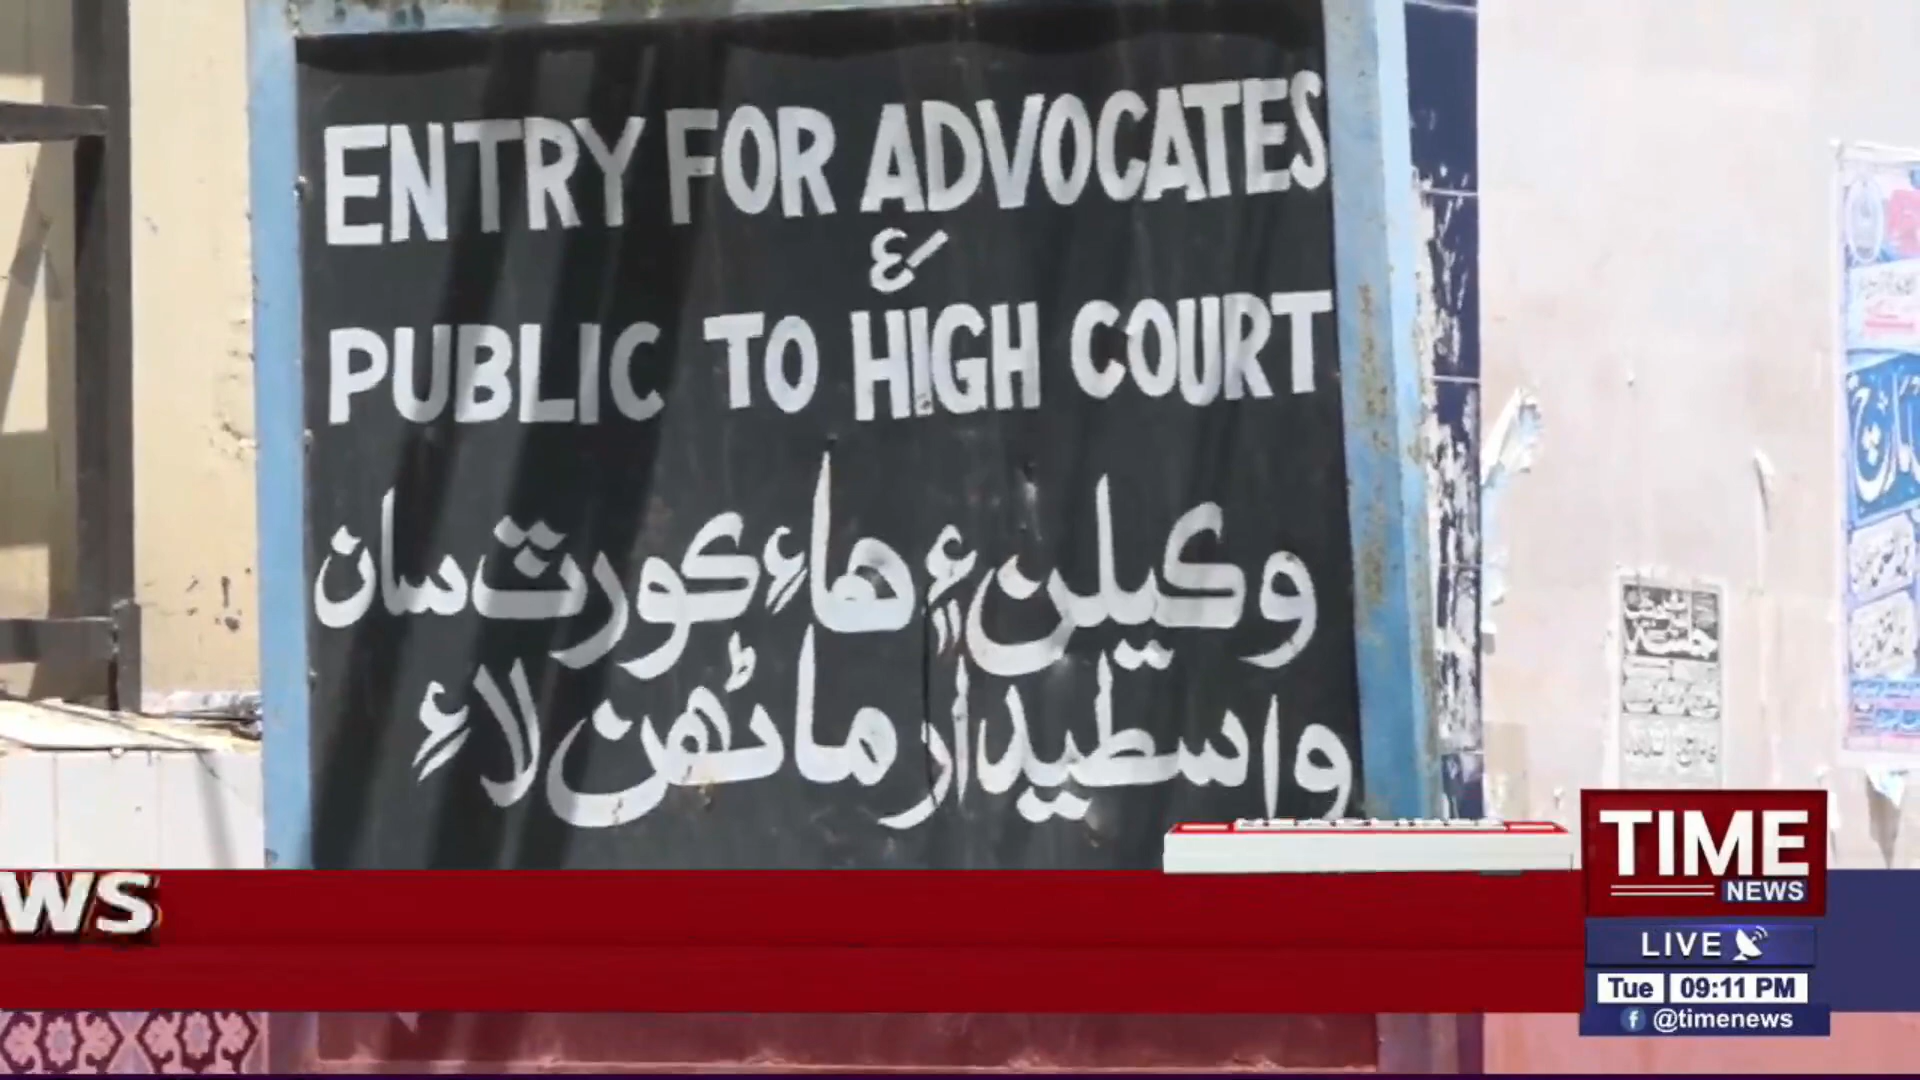 ENTRY FOR ADVOCATES
&
PUBLIC TO HIGH COURT
وڪيلن ۽ هاءِ ڪورٽ سان
واسطيدار ماڻهن لاءِ
WS
TIME
NEWS
LIVE
Tue 09:11 PM
@timenews